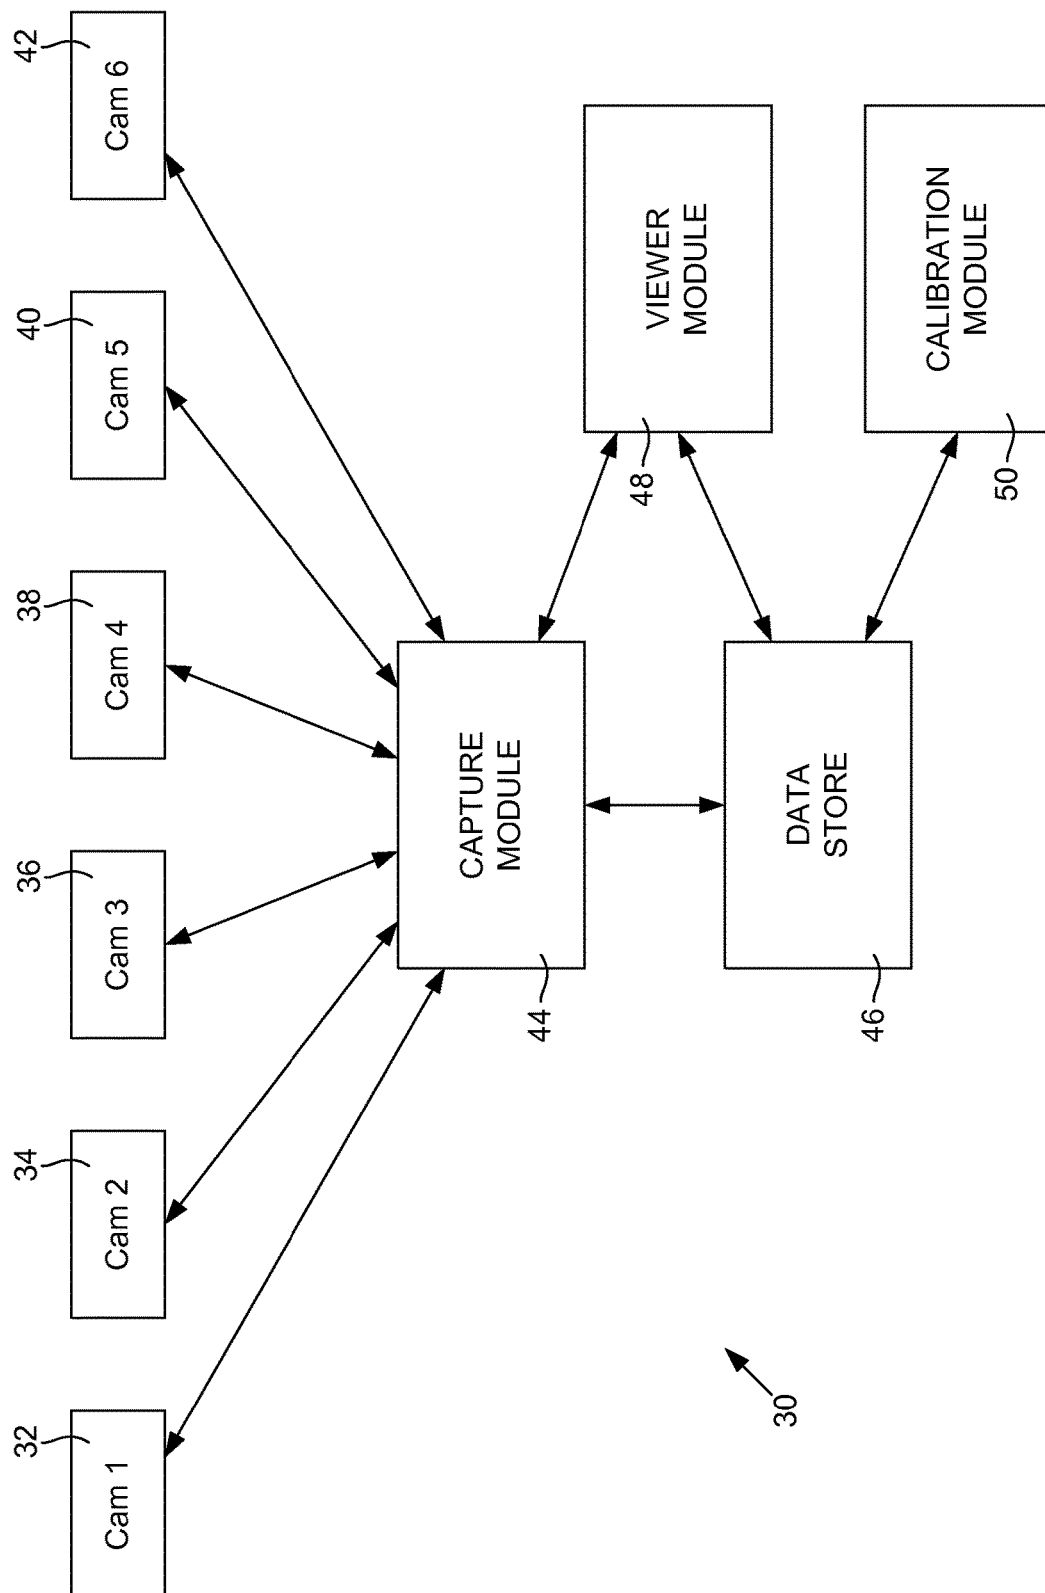 32
34
36
38
40
42
Cam 1
Cam 2
Cam 3
Cam 4
Cam 5
Cam 6
CAPTURE
MODULE
44
VIEWER
MODULE
48
DATA
STORE
46
CALIBRATION
MODULE
50
30